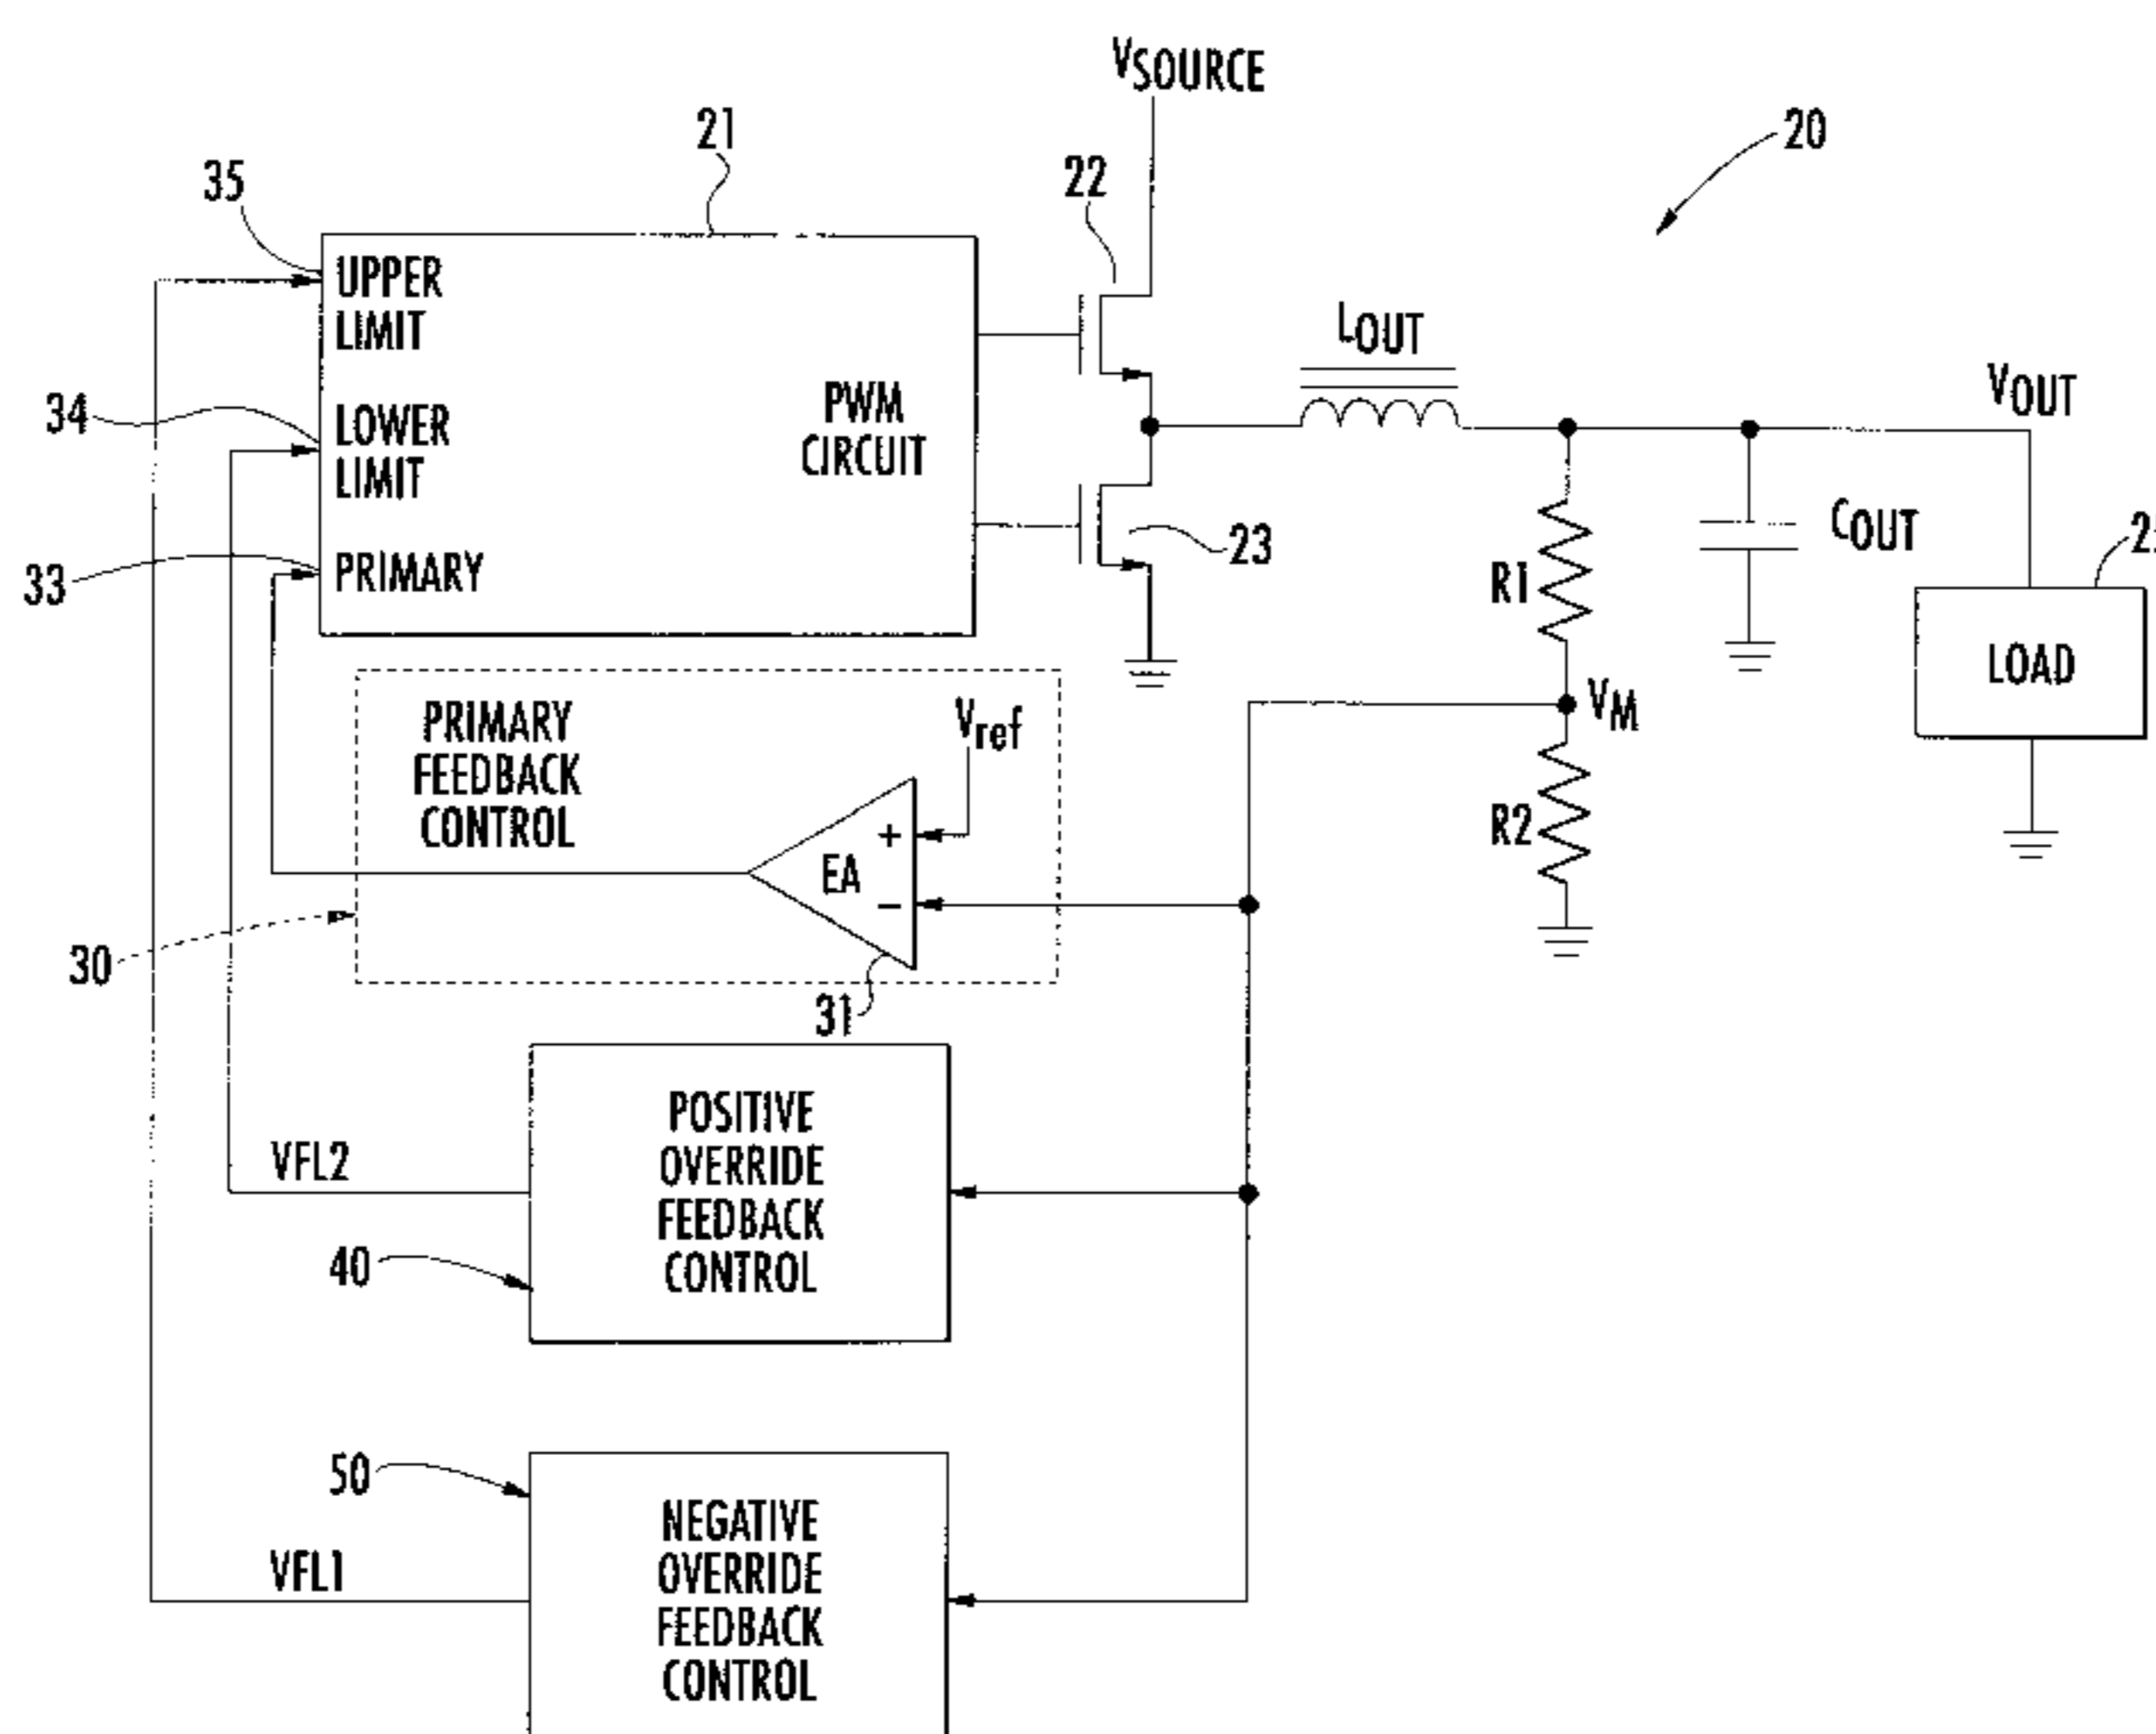 VSOURCE
20
21
22
35
UPPER
LIMIT
LOUT
VOUT
34
LOWER
LIMIT
PWM
CIRCUIT
23
COUT
33
PRIMARY
R1
LOAD
PRIMARY
FEEDBACK
CONTROL
Vref
VM
R2
+
EA
−
30
31
POSITIVE
OVERRIDE
FEEDBACK
CONTROL
VFL2
40
50
NEGATIVE
OVERRIDE
FEEDBACK
CONTROL
VFL1